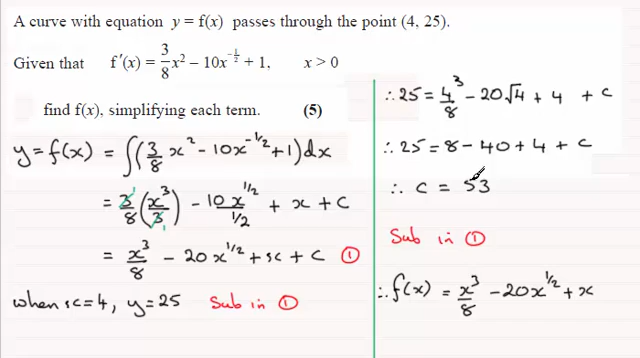 A curve with equation y = f(x) passes through the point (4, 25).
Given that f′(x) = 3/8 x² − 10x^(−1/2) + 1, x > 0
find f(x), simplifying each term. (5)
y = f(x) = ∫(3/8 x² − 10x^(−1/2) + 1)dx
= 3/8 (x³/3) − 10x^(1/2)/(1/2) + x + c
= x³/8 − 20x^(1/2) + x + c ①
when x = 4, y = 25 Sub in ①
∴ 25 = 4³/8 − 20√4 + 4 + c
∴ 25 = 8 − 40 + 4 + c
∴ c = 53
Sub in ①
∴ f(x) = x³/8 − 20x^(1/2) + x